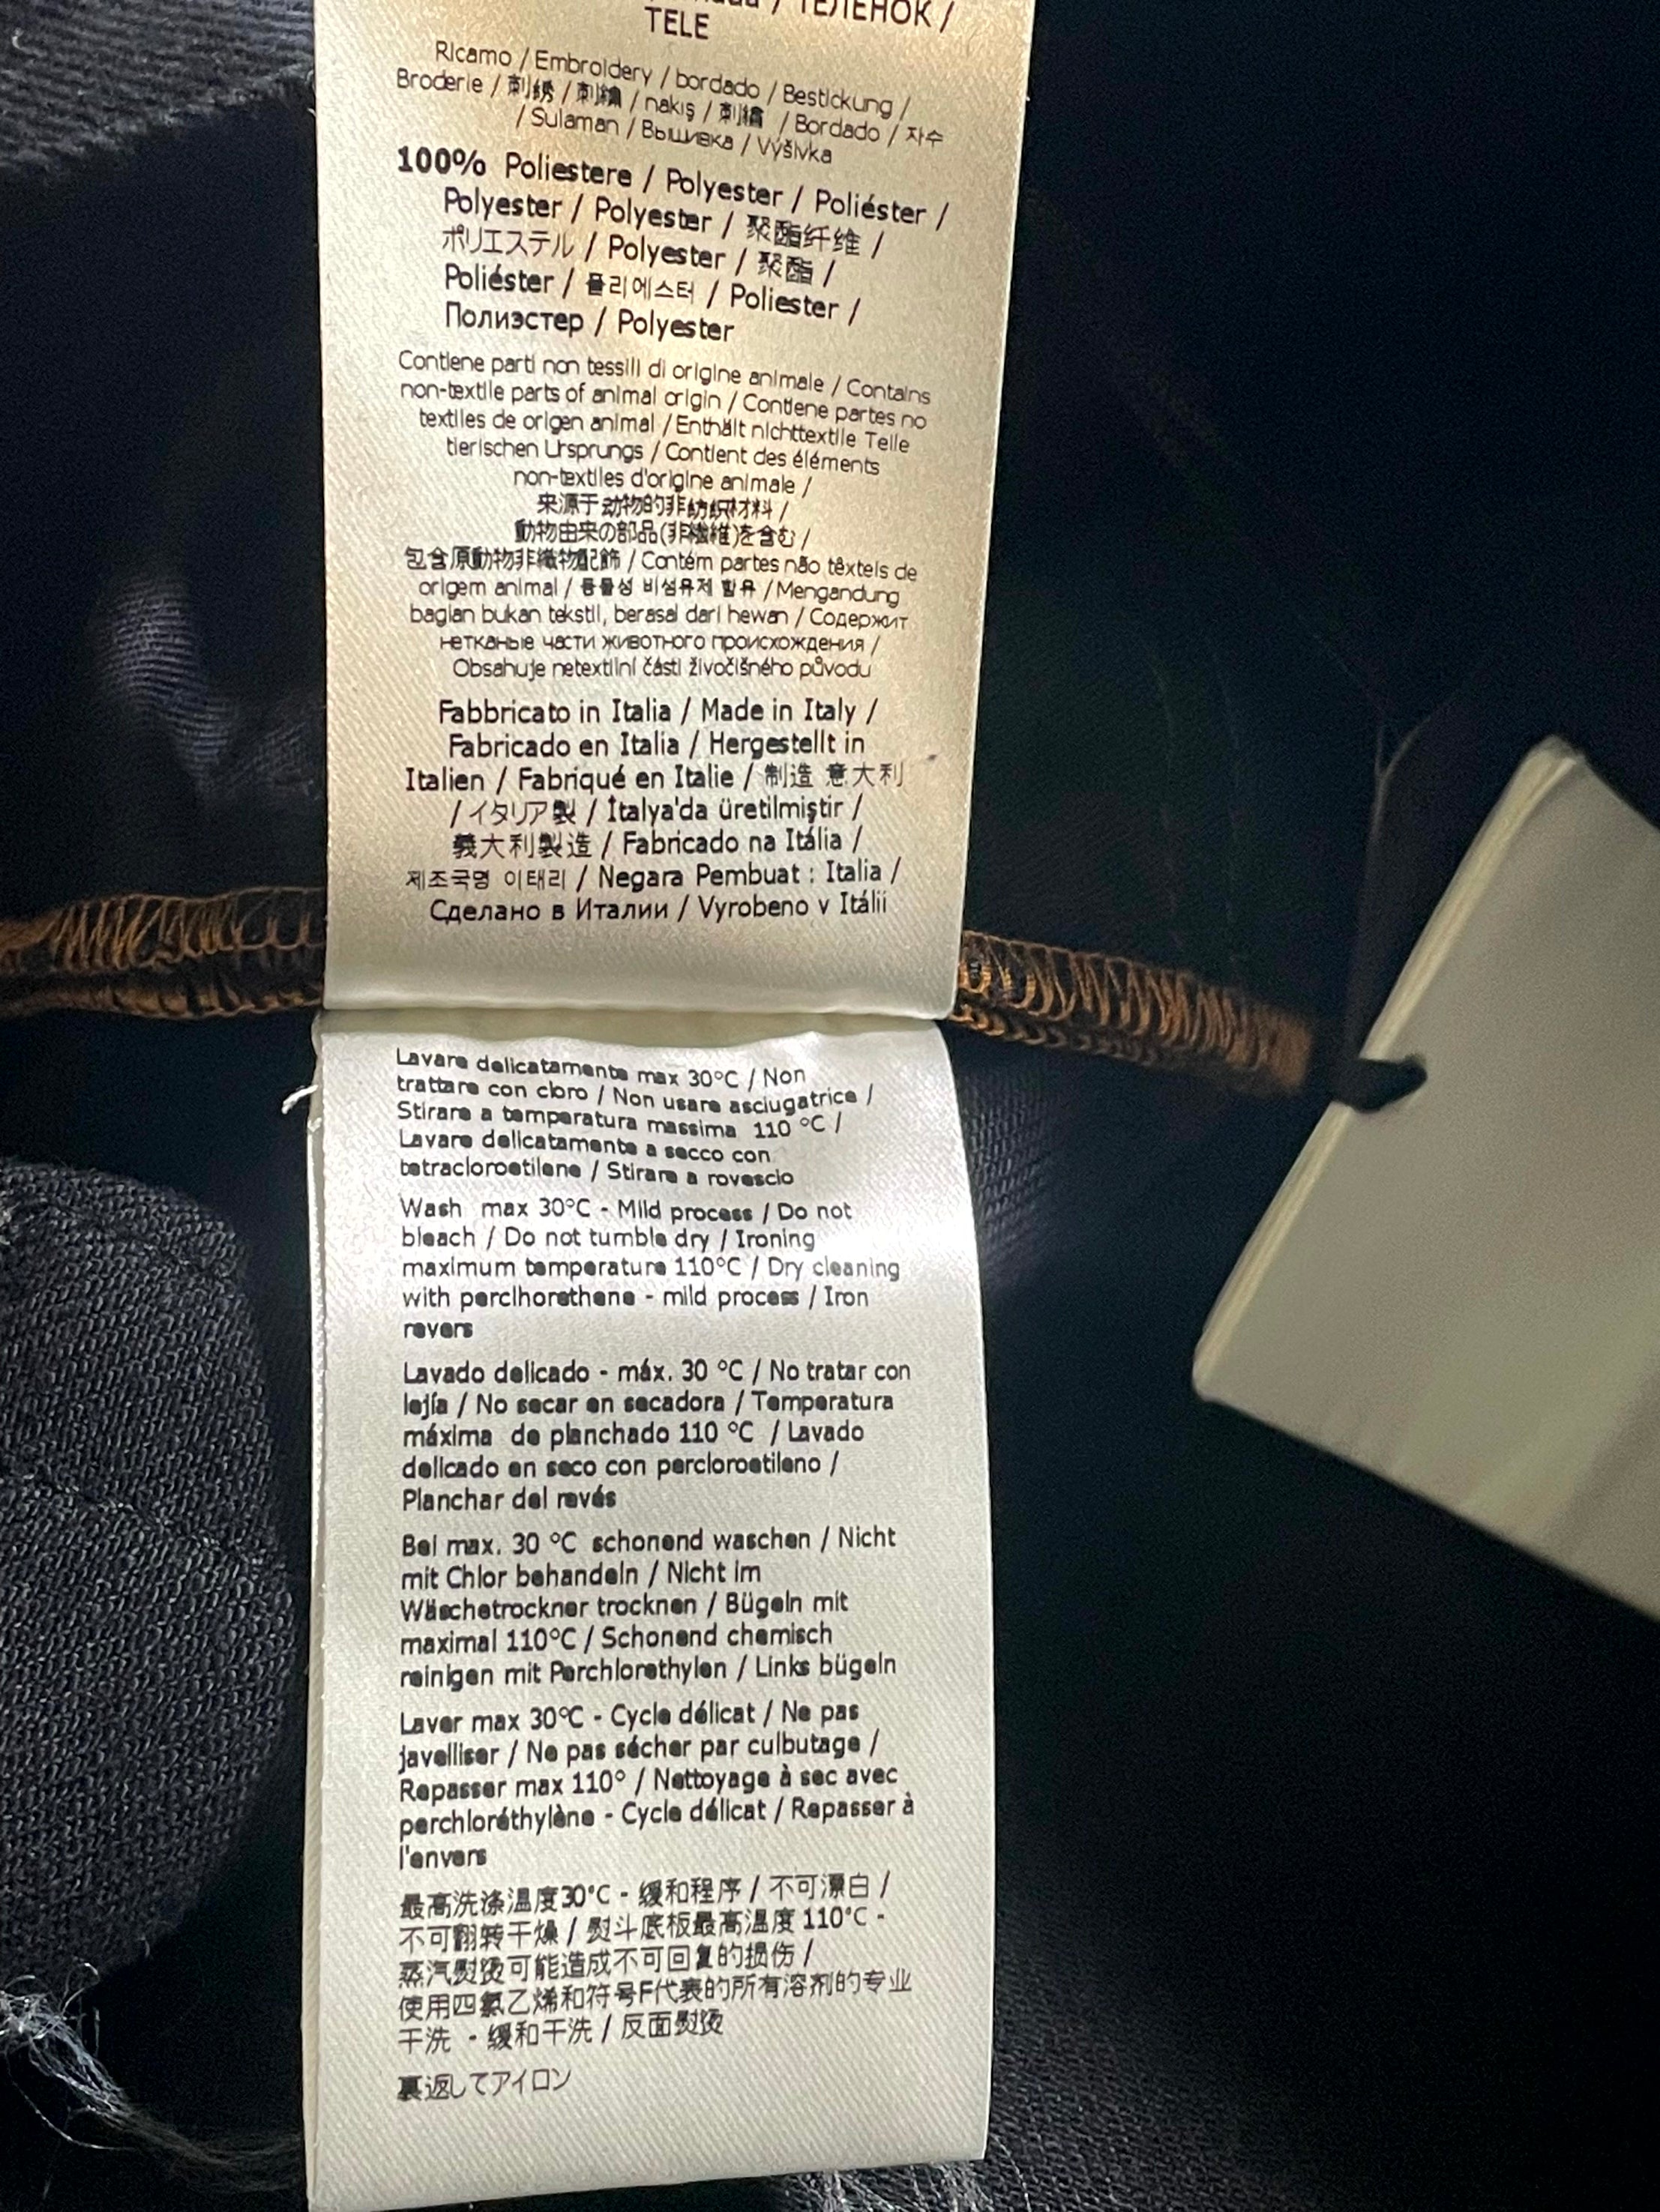 / ТЕЛЕНОК /
TELE
Ricamo / Embroidery / bordado / Bestickung /
Broderie / 刺绣 / 刺繍 / nakış / 刺繡 / Bordado / 자수
/ Sulaman / Вышивка / Výšivka
100% Poliestere / Polyester / Poliéster /
Polyester / Polyester / 聚酯纤维 /
ポリエステル / Polyester / 聚酯 /
Poliéster / 폴리에스터 / Poliester /
Полиэстер / Polyester
Contiene parti non tessili di origine animale / Contains
non-textile parts of animal origin / Contiene partes no
textiles de origen animal / Enthält nichttextile Teile
tierischen Ursprungs / Contient des éléments
non-textiles d'origine animale /
来源于动物的非纺织材料 /
動物由来の部品(非繊維)を含む /
包含原動物非織物配飾 / Contém partes não têxteis de
origem animal / 동물성 비섬유제 함유 / Mengandung
bagian bukan tekstil, berasal dari hewan / Содержит
нетканые части животного происхождения /
Obsahuje netextilní části živočišného původu
Fabbricato in Italia / Made in Italy /
Fabricado en Italia / Hergestellt in
Italien / Fabriqué en Italie / 制造 意大利
/ イタリア製 / İtalya'da üretilmiştir /
義大利製造 / Fabricado na Itália /
제조국명 이태리 / Negara Pembuat : Italia /
Сделано в Италии / Vyrobeno v Itálii
Lavare delicatamente max 30°C / Non
trattare con cloro / Non usare asciugatrice /
Stirare a temperatura massima 110 °C /
Lavare delicatamente a secco con
tetracloroetilene / Stirare a rovescio
Wash max 30°C - Mild process / Do not
bleach / Do not tumble dry / Ironing
maximum temperature 110°C / Dry cleaning
with perclhorethene - mild process / Iron
revers
Lavado delicado - máx. 30 °C / No tratar con
lejía / No secar en secadora / Temperatura
máxima de planchado 110 °C / Lavado
delicado en seco con percloroetileno /
Planchar del revés
Bei max. 30 °C schonend waschen / Nicht
mit Chlor behandeln / Nicht im
Wäschetrockner trocknen / Bügeln mit
maximal 110°C / Schonend chemisch
reinigen mit Perchlorethylen / Links bügeln
Laver max 30°C - Cycle délicat / Ne pas
javelliser / Ne pas sécher par culbutage /
Repasser max 110° / Nettoyage à sec avec
perchloréthylène - Cycle délicat / Repasser à
l'envers
最高洗涤温度30°C - 缓和程序 / 不可漂白 /
不可翻转干燥 / 熨斗底板最高温度 110°C -
蒸汽熨烫可能造成不可回复的损伤 /
使用四氯乙烯和符号F代表的所有溶剂的专业
干洗 - 缓和干洗 / 反面熨烫
裏返してアイロン